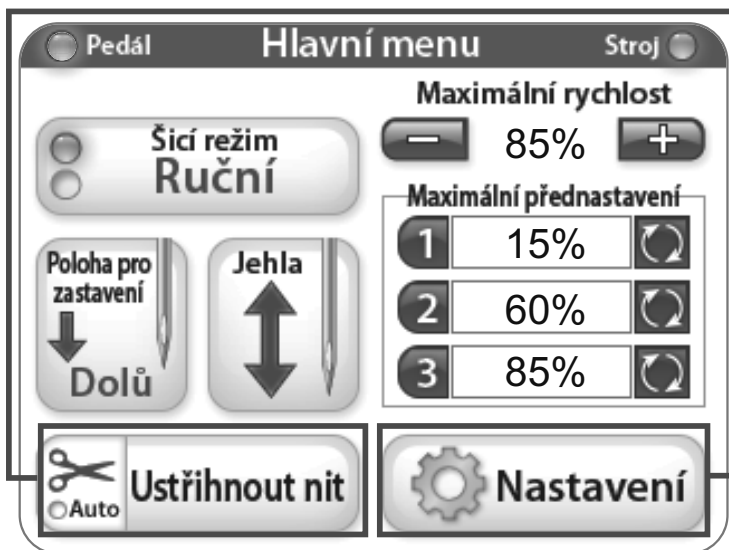 Pedál Hlavní menu Stroj
Maximální rychlost
85%
Šicí režim
Ruční
Maximální přednastavení
1 15%
2 60%
3 85%
Poloha pro
zastavení
Dolů
Jehla
Auto
Ustřihnout nit
Nastavení